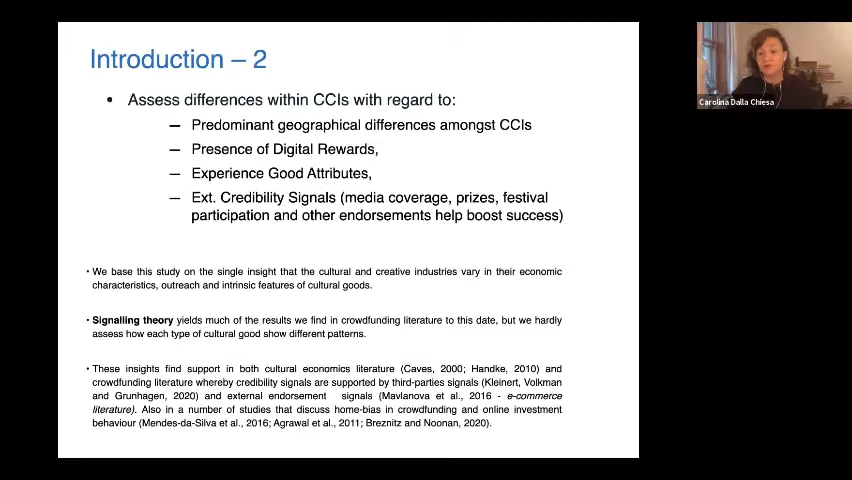 Introduction – 2
• Assess differences within CCIs with regard to:
— Predominant geographical differences amongst CCIs
— Presence of Digital Rewards,
— Experience Good Attributes,
— Ext. Credibility Signals (media coverage, prizes, festival
participation and other endorsements help boost success)
• We base this study on the single insight that the cultural and creative industries vary in their economic
characteristics, outreach and intrinsic features of cultural goods.
• Signalling theory yields much of the results we find in crowdfunding literature to this date, but we hardly
assess how each type of cultural good show different patterns.
• These insights find support in both cultural economics literature (Caves, 2000; Handke, 2010) and
crowdfunding literature whereby credibility signals are supported by third-parties signals (Kleinert, Volkman
and Grunhagen, 2020) and external endorsement signals (Mavlanova et al., 2016 - e-commerce
literature). Also in a number of studies that discuss home-bias in crowdfunding and online investment
behaviour (Mendes-da-Silva et al., 2016; Agrawal et al., 2011; Breznitz and Noonan, 2020).
Carolina Dalla Chiesa